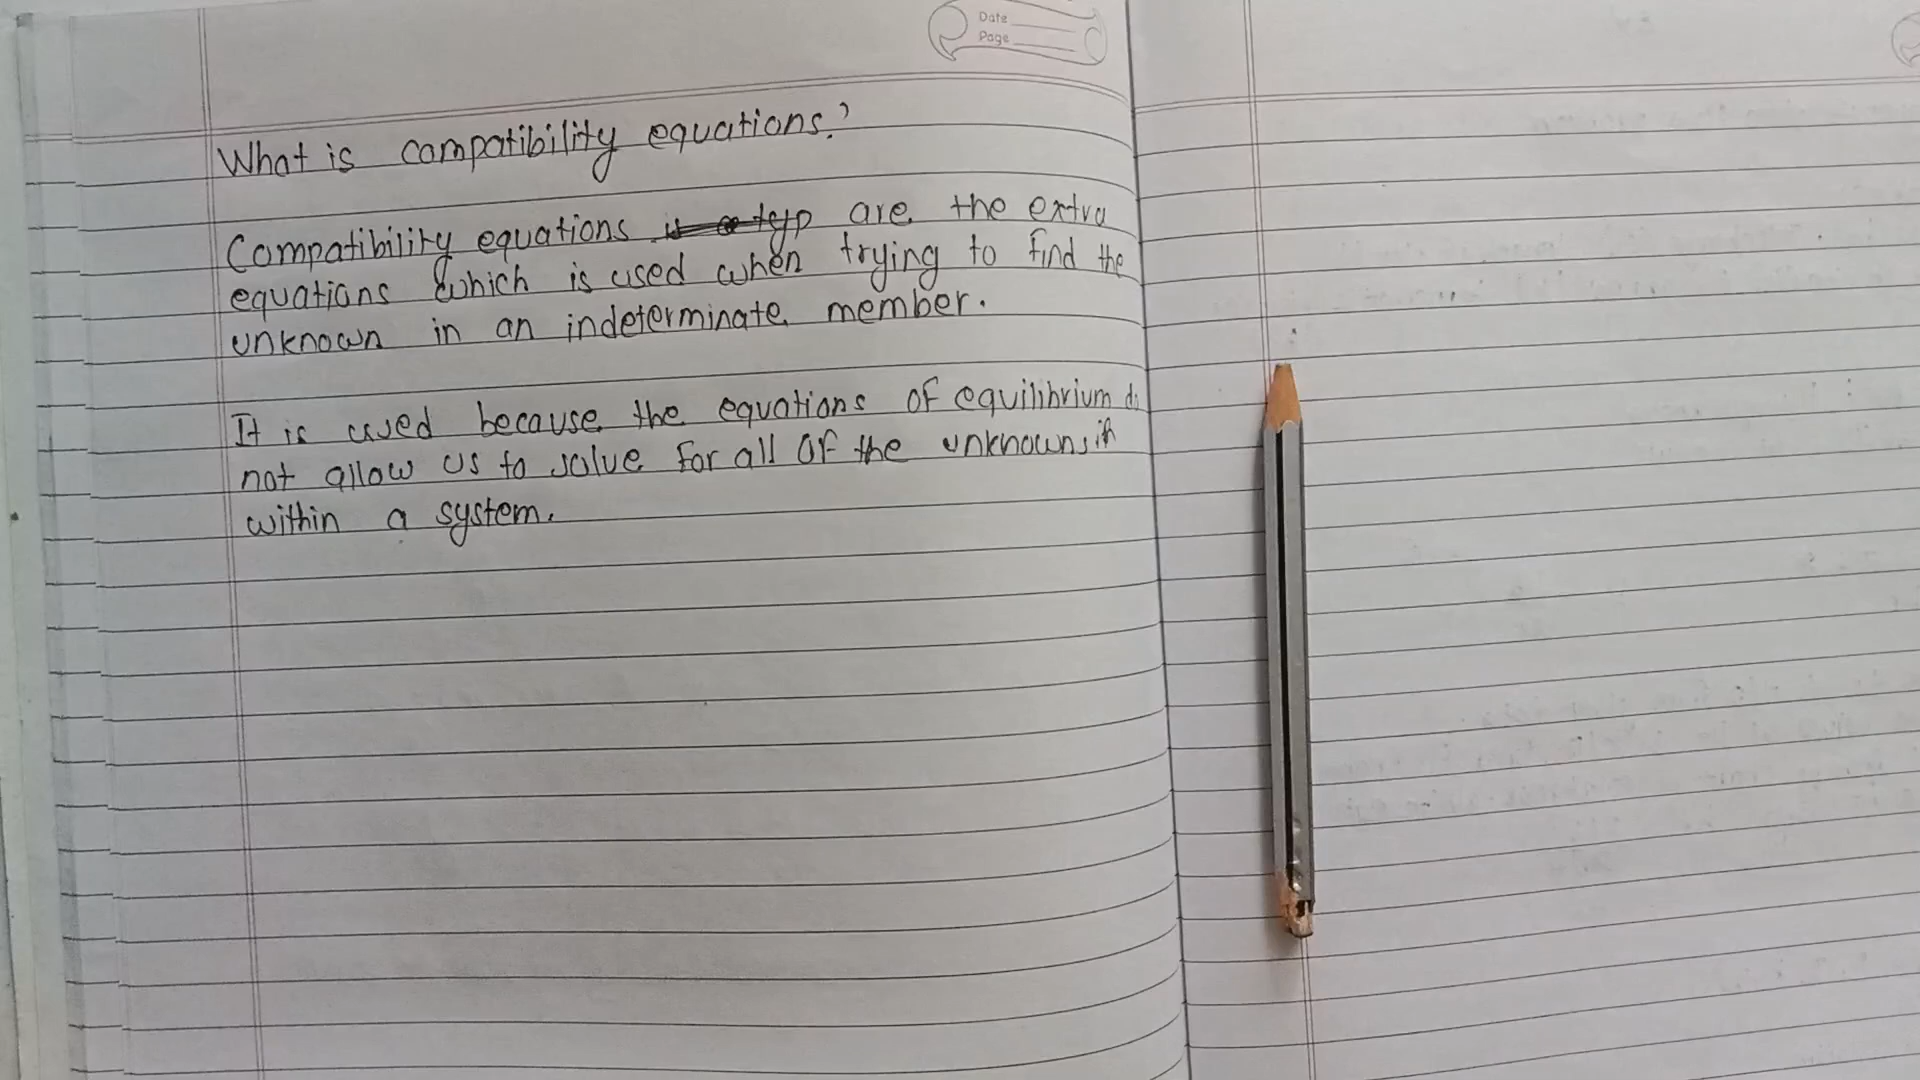 Date
Page
What is compatibility equations?
Compatibility equations are the extra
equations which is used when trying to find the
unknown in an indeterminate member.
It is used because the equations of equilibrium do
not allow us to solve for all of the unknowns in
within a system.